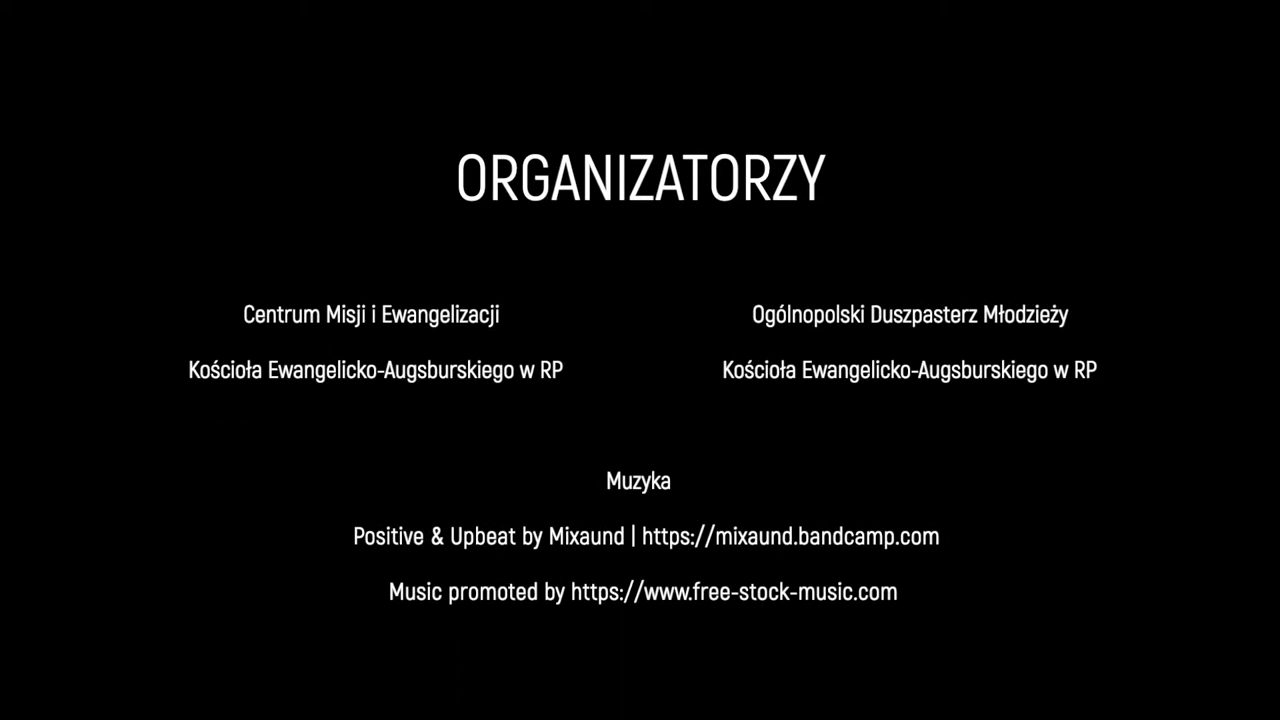 ORGANIZATORZY
Centrum Misji i Ewangelizacji
Kościoła Ewangelicko-Augsburskiego w RP
Ogólnopolski Duszpasterz Młodzieży
Kościoła Ewangelicko-Augsburskiego w RP
Muzyka
Positive & Upbeat by Mixaund | https://mixaund.bandcamp.com
Music promoted by https://www.free-stock-music.com